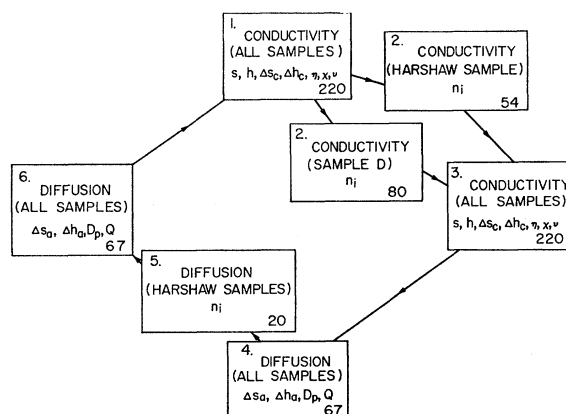 1.
CONDUCTIVITY
(ALL SAMPLES)
s, h, Δs_c, Δh_c, η, χ, υ
220
2.
CONDUCTIVITY
(HARSHAW SAMPLE)
n_i
54
2.
CONDUCTIVITY
(SAMPLE D)
n_i
80
3.
CONDUCTIVITY
(ALL SAMPLES)
s, h, Δs_c, Δh_c, η, χ, υ
220
4.
DIFFUSION
(ALL SAMPLES)
Δs_a, Δh_a, D_p, Q
67
5.
DIFFUSION
(HARSHAW SAMPLES)
n_i
20
6.
DIFFUSION
(ALL SAMPLES)
Δs_a, Δh_a, D_p, Q
67